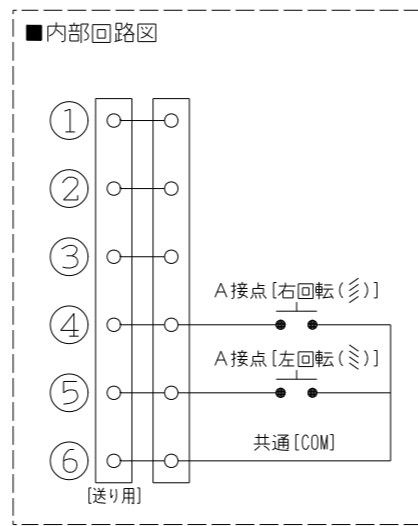 ■内部回路図
①
②
③
A接点[右回転(⺡)]
④
A接点[左回転()]
⑤
共通[COM]
⑥
[送り用]